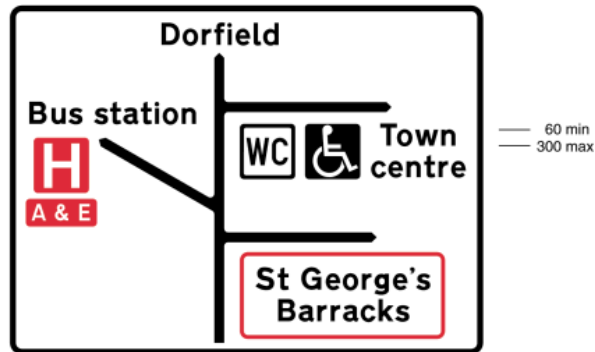 Dorfield
Bus station
H
A & E
WC
Town
centre
St George's
Barracks
60 min
300 max